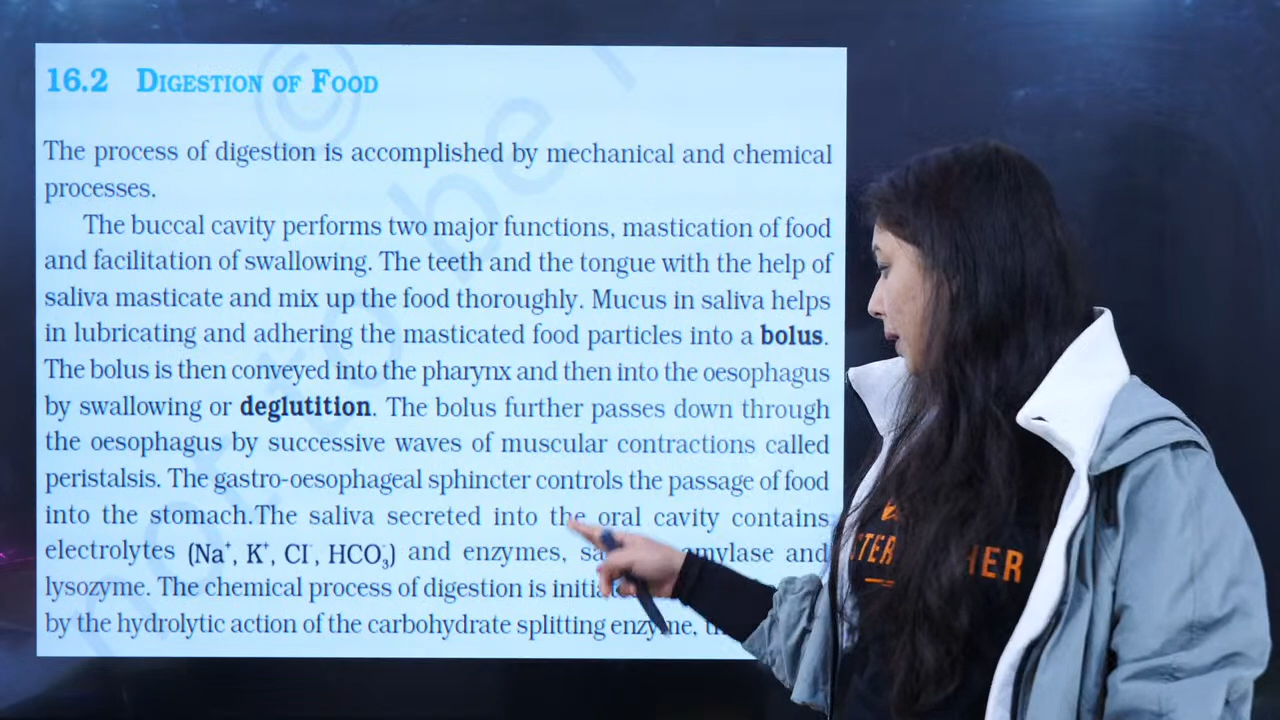 16.2 Digestion of Food
The process of digestion is accomplished by mechanical and chemical
processes.
The buccal cavity performs two major functions, mastication of food
and facilitation of swallowing. The teeth and the tongue with the help of
saliva masticate and mix up the food thoroughly. Mucus in saliva helps
in lubricating and adhering the masticated food particles into a bolus.
The bolus is then conveyed into the pharynx and then into the oesophagus
by swallowing or deglutition. The bolus further passes down through
the oesophagus by successive waves of muscular contractions called
peristalsis. The gastro-oesophageal sphincter controls the passage of food
into the stomach.The saliva secreted into the oral cavity contains
electrolytes (Na⁺, K⁺, Cl⁻, HCO₃⁻) and enzymes, and
lysozyme. The chemical process of digestion is
by the hydrolytic action of the carbohydrate splitting enzyme,
©
to be